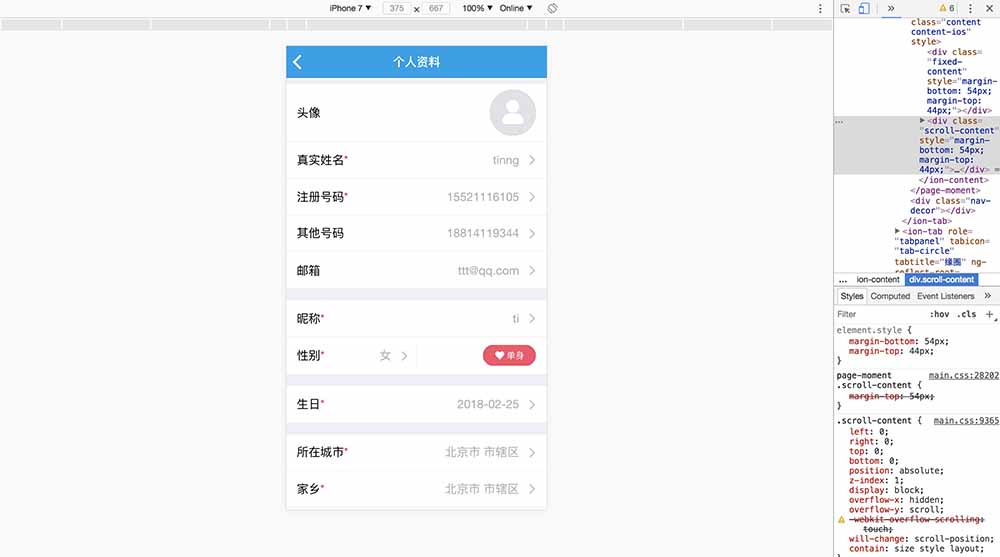 iPhone 7 ▼ 375 × 667 100% ▼ Online ▼
个人资料
头像
真实姓名* tinng
注册号码* 15521116105
其他号码 18814119344
邮箱 ttt@qq.com
昵称* ti
性别* 女 单身
生日* 2018-02-25
所在城市* 北京市 市辖区
家乡* 北京市 市辖区
» 6
class="content
content-ios"
style>
<div class=
"fixed-
content"
style="margin-
bottom: 54px;
margin-top:
44px;"></div>
… ▶<div class=
"scroll-content"
style="margin-
bottom: 54px;
margin-top:
44px;">…</div> =
</ion-content>
</page-moment>
<div class="nav-
decor"></div>
</ion-tab>
▶<ion-tab role=
"tabpanel" tabicon=
"tab-circle"
tabtitle="缘圈" ng-
reflect-root=
... ion-content div.scroll-content
Styles Computed Event Listeners »
Filter :hov .cls +
element.style {
margin-bottom: 54px;
margin-top: 44px;
}
page-moment main.css:28202
.scroll-content {
margin-top: 54px;
}
.scroll-content { main.css:9365
left: 0;
right: 0;
top: 0;
bottom: 0;
position: absolute;
z-index: 1;
display: block;
overflow-x: hidden;
overflow-y: scroll;
-webkit-overflow-scrolling:
touch;
will-change: scroll-position;
contain: size style layout;